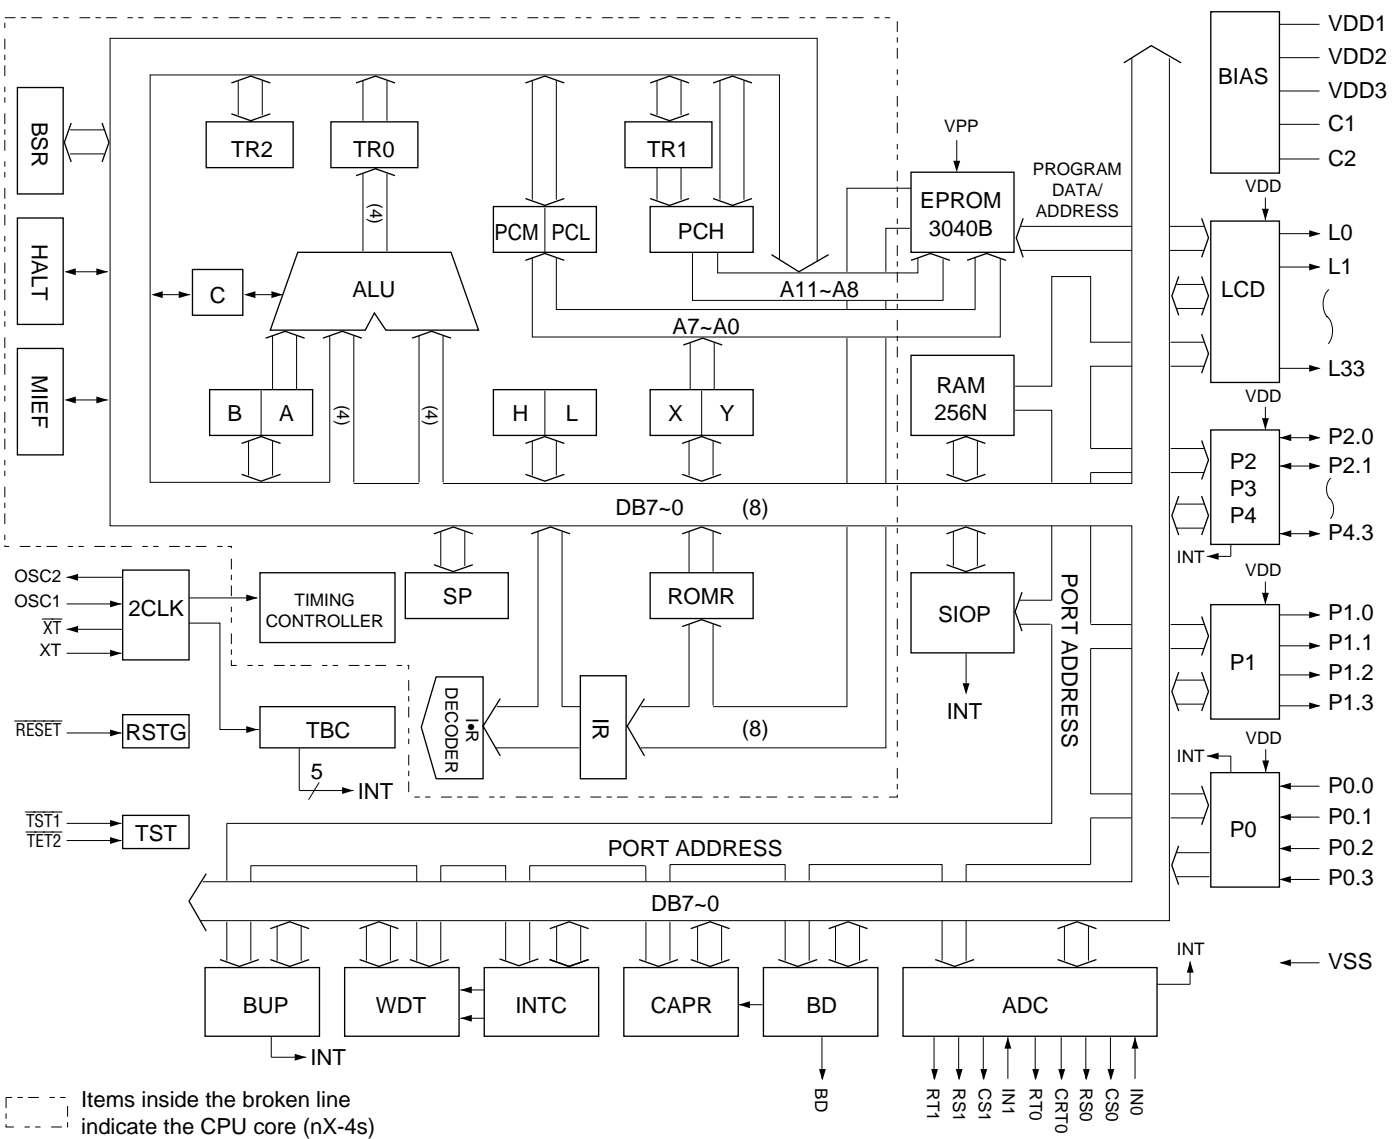 VDD1
VDD2
VDD3
C1
C2
BIAS
BSR
HALT
MIEF
TR2
TR0
TR1
(4)
PCM
PCL
PCH
VPP
EPROM
3040B
PROGRAM
DATA/
ADDRESS
VDD
LCD
L0
L1
L33
C
ALU
A11~A8
A7~A0
B
A
(4)
(4)
H
L
X
Y
RAM
256N
VDD
P2
P3
P4
P2.0
P2.1
P4.3
INT
DB7~0
(8)
OSC2
OSC1
XT
XT
2CLK
TIMING
CONTROLLER
SP
ROMR
SIOP
INT
PORT ADDRESS
VDD
P1
P1.0
P1.1
P1.2
P1.3
RESET
RSTG
TBC
5
INT
I•R
DECODER
IR
(8)
INT
VDD
P0
P0.0
P0.1
P0.2
P0.3
TST1
TET2
TST
PORT ADDRESS
DB7~0
BUP
INT
WDT
INTC
CAPR
BD
BD
ADC
INT
VSS
RT1
RS1
CS1
IN1
RT0
CRT0
RS0
CS0
IN0
Items inside the broken line
indicate the CPU core (nX-4s)